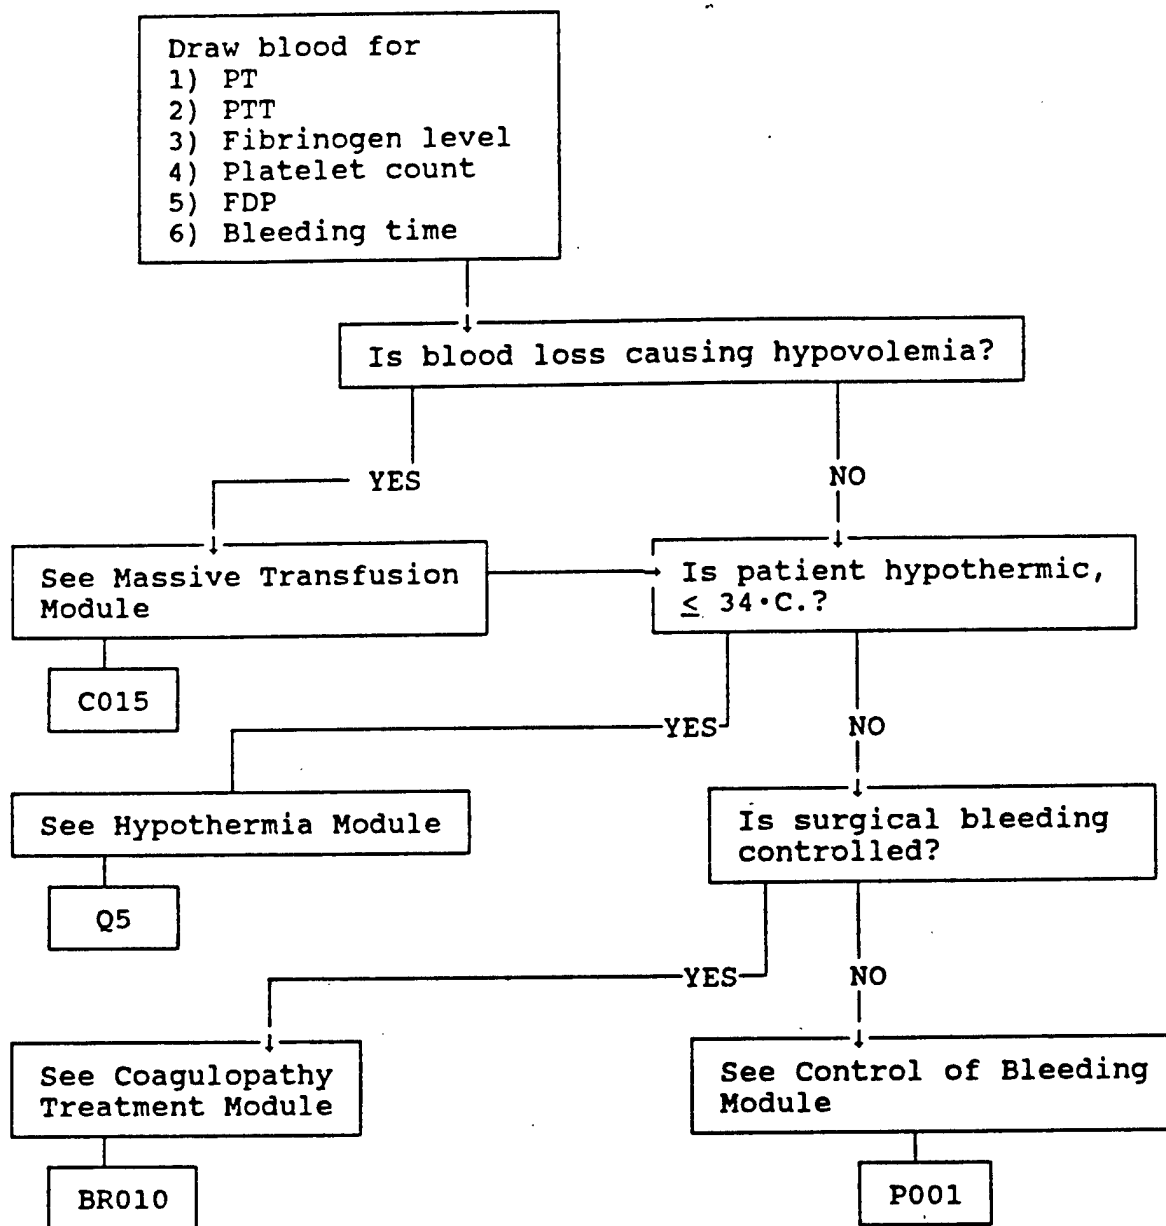 Draw blood for
1) PT
2) PTT
3) Fibrinogen level
4) Platelet count
5) FDP
6) Bleeding time
Is blood loss causing hypovolemia?
YES
NO
See Massive Transfusion
Module
Is patient hypothermic,
≤ 34·C.?
C015
YES
NO
See Hypothermia Module
Is surgical bleeding
controlled?
Q5
YES
NO
See Coagulopathy
Treatment Module
See Control of Bleeding
Module
BR010
P001